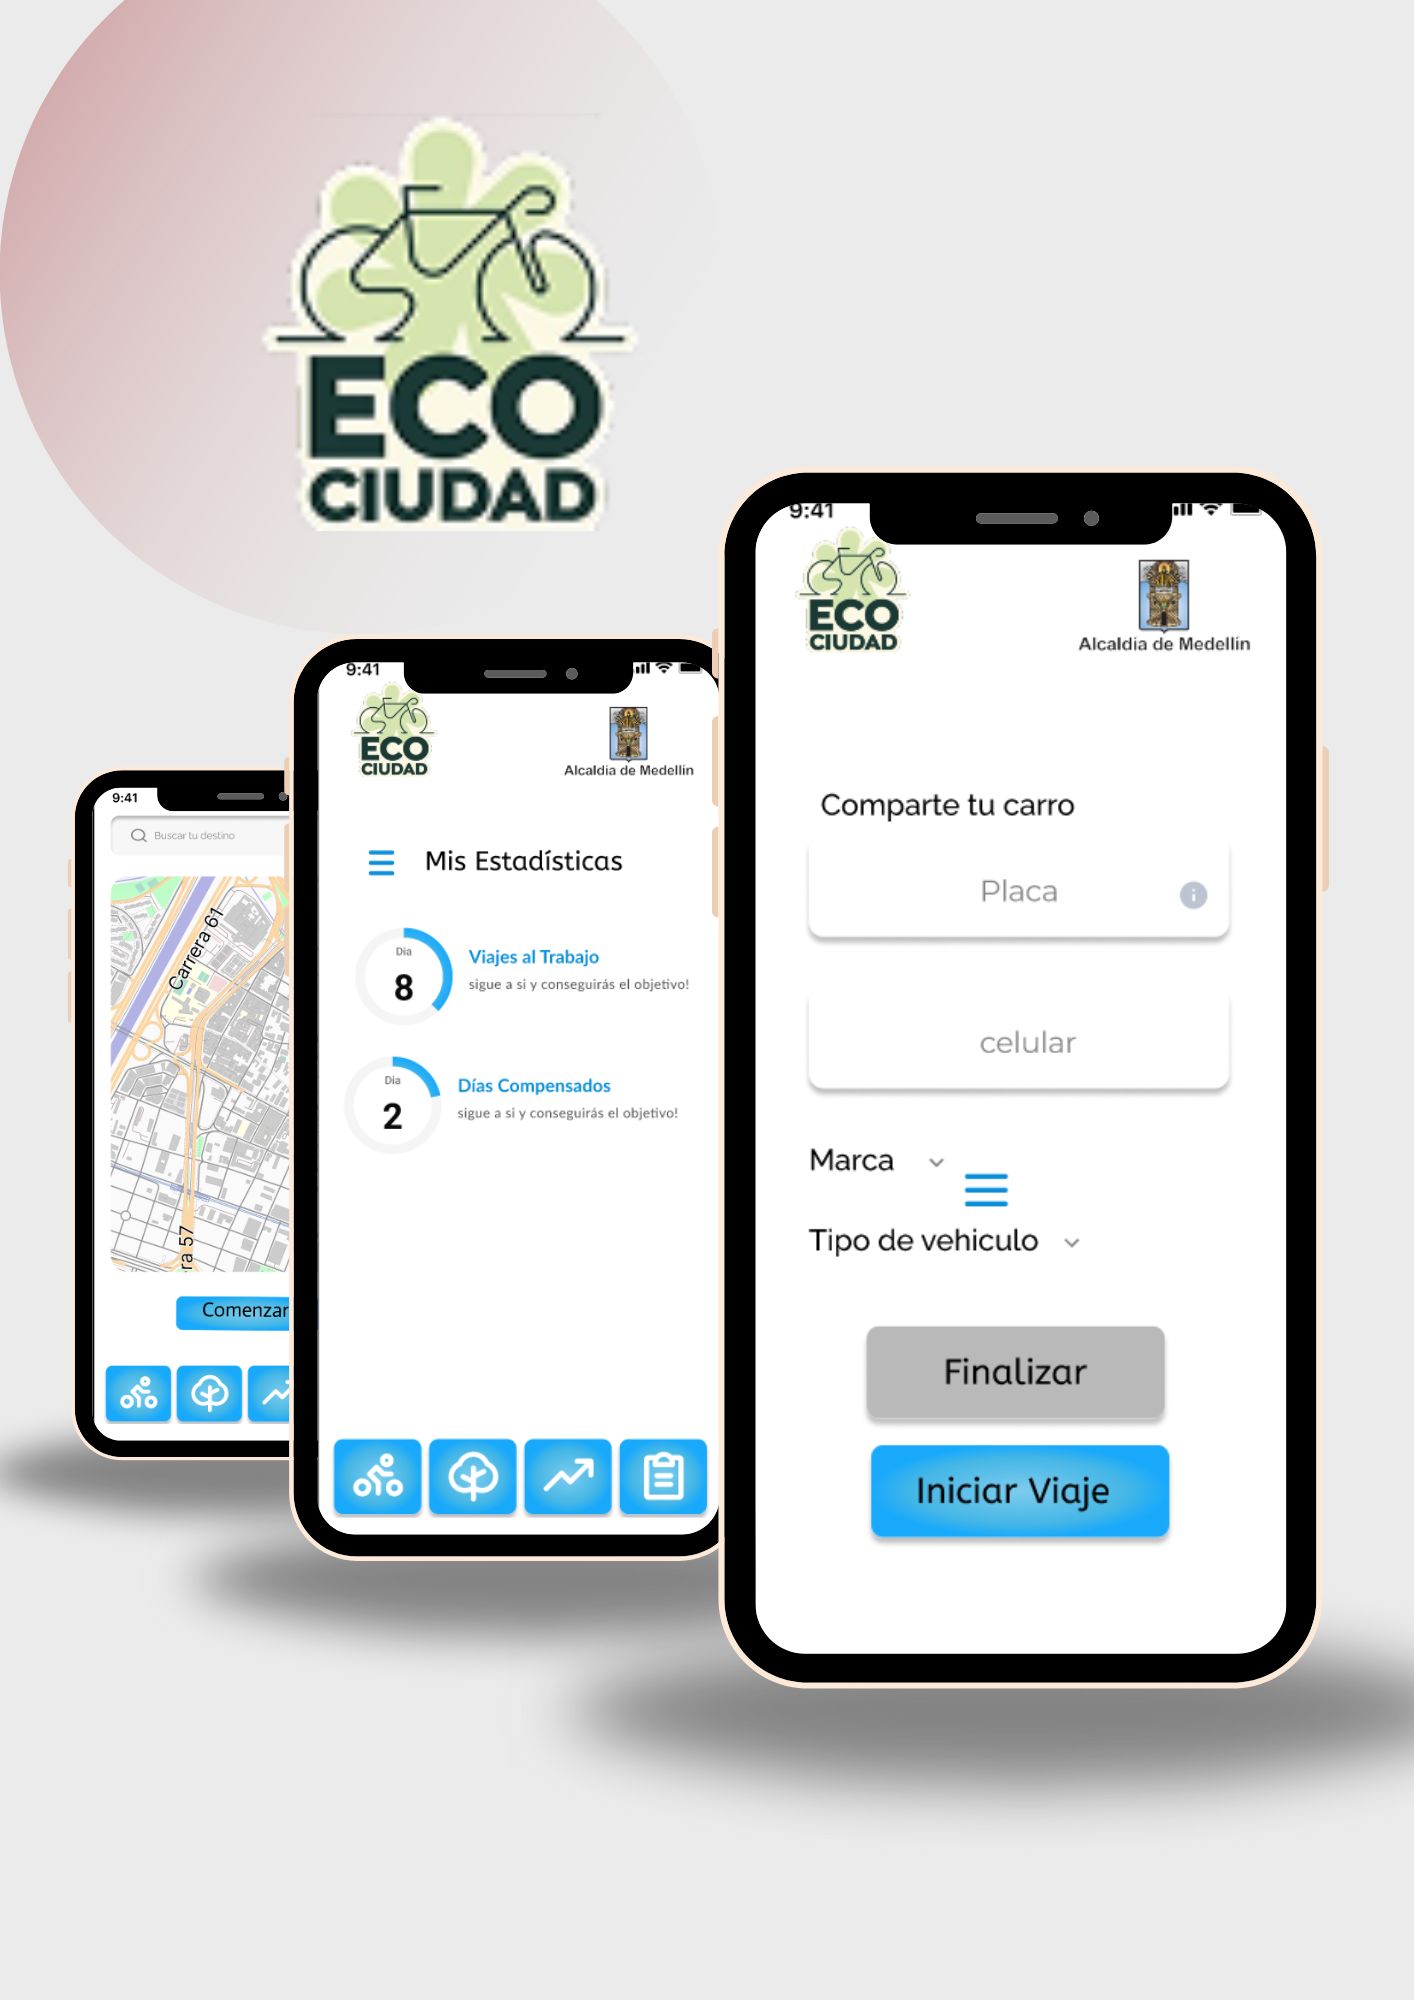 ECO
CIUDAD
9:41
Buscar tu destino
Carrera 61
ra 57
Comenzar
9:41
ECO
CIUDAD
Alcaldía de Medellín
Mis Estadísticas
Dia
8
Viajes al Trabajo
sigue a si y conseguirás el objetivo!
Dia
2
Días Compensados
sigue a si y conseguirás el objetivo!
9:41
ECO
CIUDAD
Alcaldía de Medellín
Comparte tu carro
Placa
celular
Marca
Tipo de vehiculo
Finalizar
Iniciar Viaje